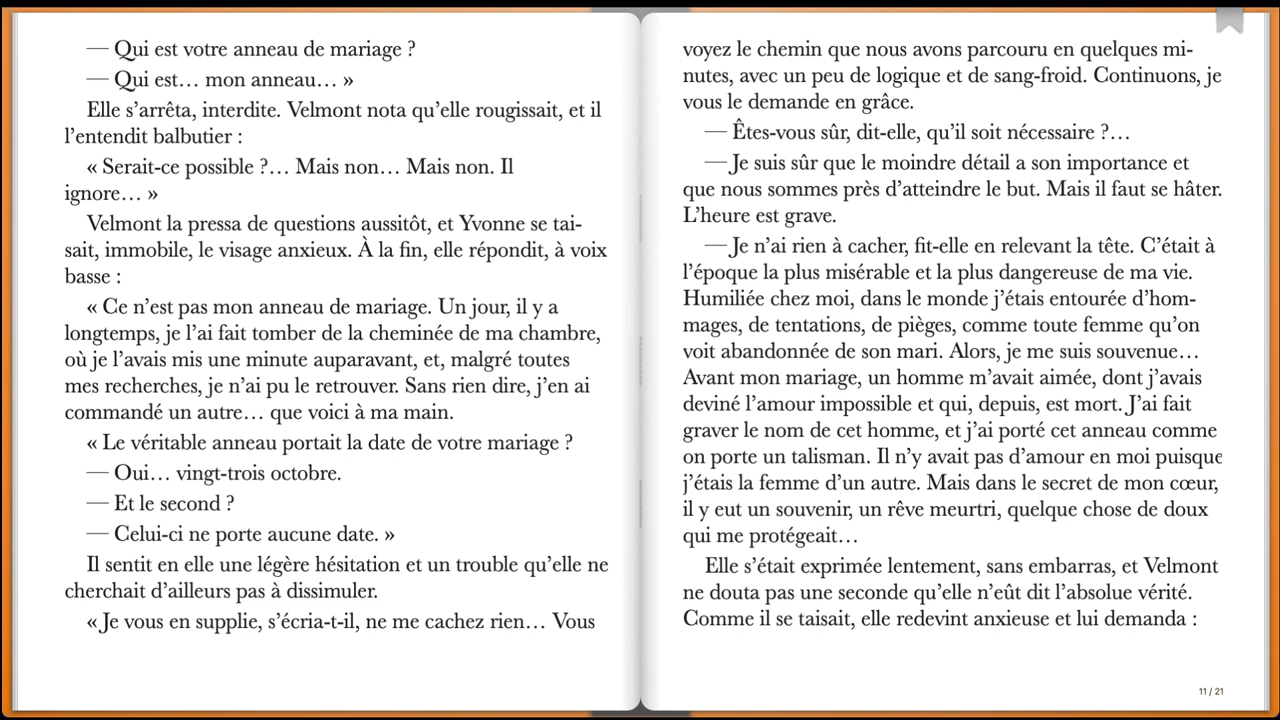 — Qui est votre anneau de mariage ?
— Qui est… mon anneau… »
Elle s’arrêta, interdite. Velmont nota qu’elle rougissait, et il
l’entendit balbutier :
« Serait-ce possible ?… Mais non… Mais non. Il
ignore… »
Velmont la pressa de questions aussitôt, et Yvonne se tai-
sait, immobile, le visage anxieux. À la fin, elle répondit, à voix
basse :
« Ce n’est pas mon anneau de mariage. Un jour, il y a
longtemps, je l’ai fait tomber de la cheminée de ma chambre,
où je l’avais mis une minute auparavant, et, malgré toutes
mes recherches, je n’ai pu le retrouver. Sans rien dire, j’en ai
commandé un autre… que voici à ma main.
« Le véritable anneau portait la date de votre mariage ?
— Oui… vingt-trois octobre.
— Et le second ?
— Celui-ci ne porte aucune date. »
Il sentit en elle une légère hésitation et un trouble qu’elle ne
cherchait d’ailleurs pas à dissimuler.
« Je vous en supplie, s’écria-t-il, ne me cachez rien… Vous
voyez le chemin que nous avons parcouru en quelques mi-
nutes, avec un peu de logique et de sang-froid. Continuons, je
vous le demande en grâce.
— Êtes-vous sûr, dit-elle, qu’il soit nécessaire ?…
— Je suis sûr que le moindre détail a son importance et
que nous sommes près d’atteindre le but. Mais il faut se hâter.
L’heure est grave.
— Je n’ai rien à cacher, fit-elle en relevant la tête. C’était à
l’époque la plus misérable et la plus dangereuse de ma vie.
Humiliée chez moi, dans le monde j’étais entourée d’hom-
mages, de tentations, de pièges, comme toute femme qu’on
voit abandonnée de son mari. Alors, je me suis souvenue…
Avant mon mariage, un homme m’avait aimée, dont j’avais
deviné l’amour impossible et qui, depuis, est mort. J’ai fait
graver le nom de cet homme, et j’ai porté cet anneau comme
on porte un talisman. Il n’y avait pas d’amour en moi puisque
j’étais la femme d’un autre. Mais dans le secret de mon cœur,
il y eut un souvenir, un rêve meurtri, quelque chose de doux
qui me protégeait…
Elle s’était exprimée lentement, sans embarras, et Velmont
ne douta pas une seconde qu’elle n’eût dit l’absolue vérité.
Comme il se taisait, elle redevint anxieuse et lui demanda :
11 / 21